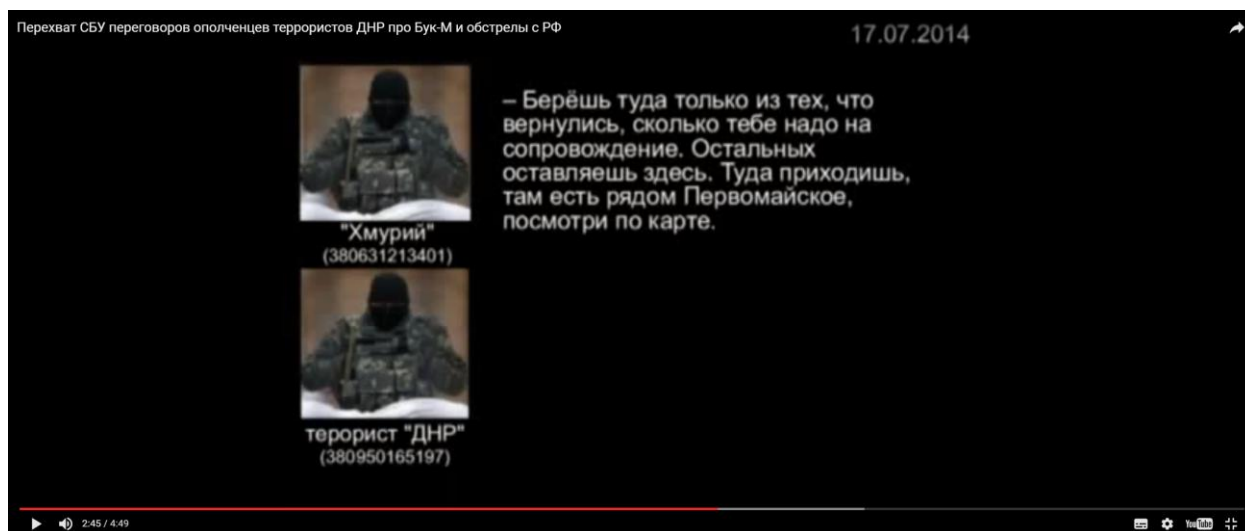 Перехват СБУ переговоров ополченцев террористов ДНР про Бук-М и обстрелы с РФ
17.07.2014
– Берёшь туда только из тех, что
вернулись, сколько тебе надо на
сопровождение. Остальных
оставляешь здесь. Туда приходишь,
там есть рядом Первомайское,
посмотри по карте.
"Хмурий"
(380631213401)
терорист "ДНР"
(380950165197)
2:45 / 4:49
YouTube